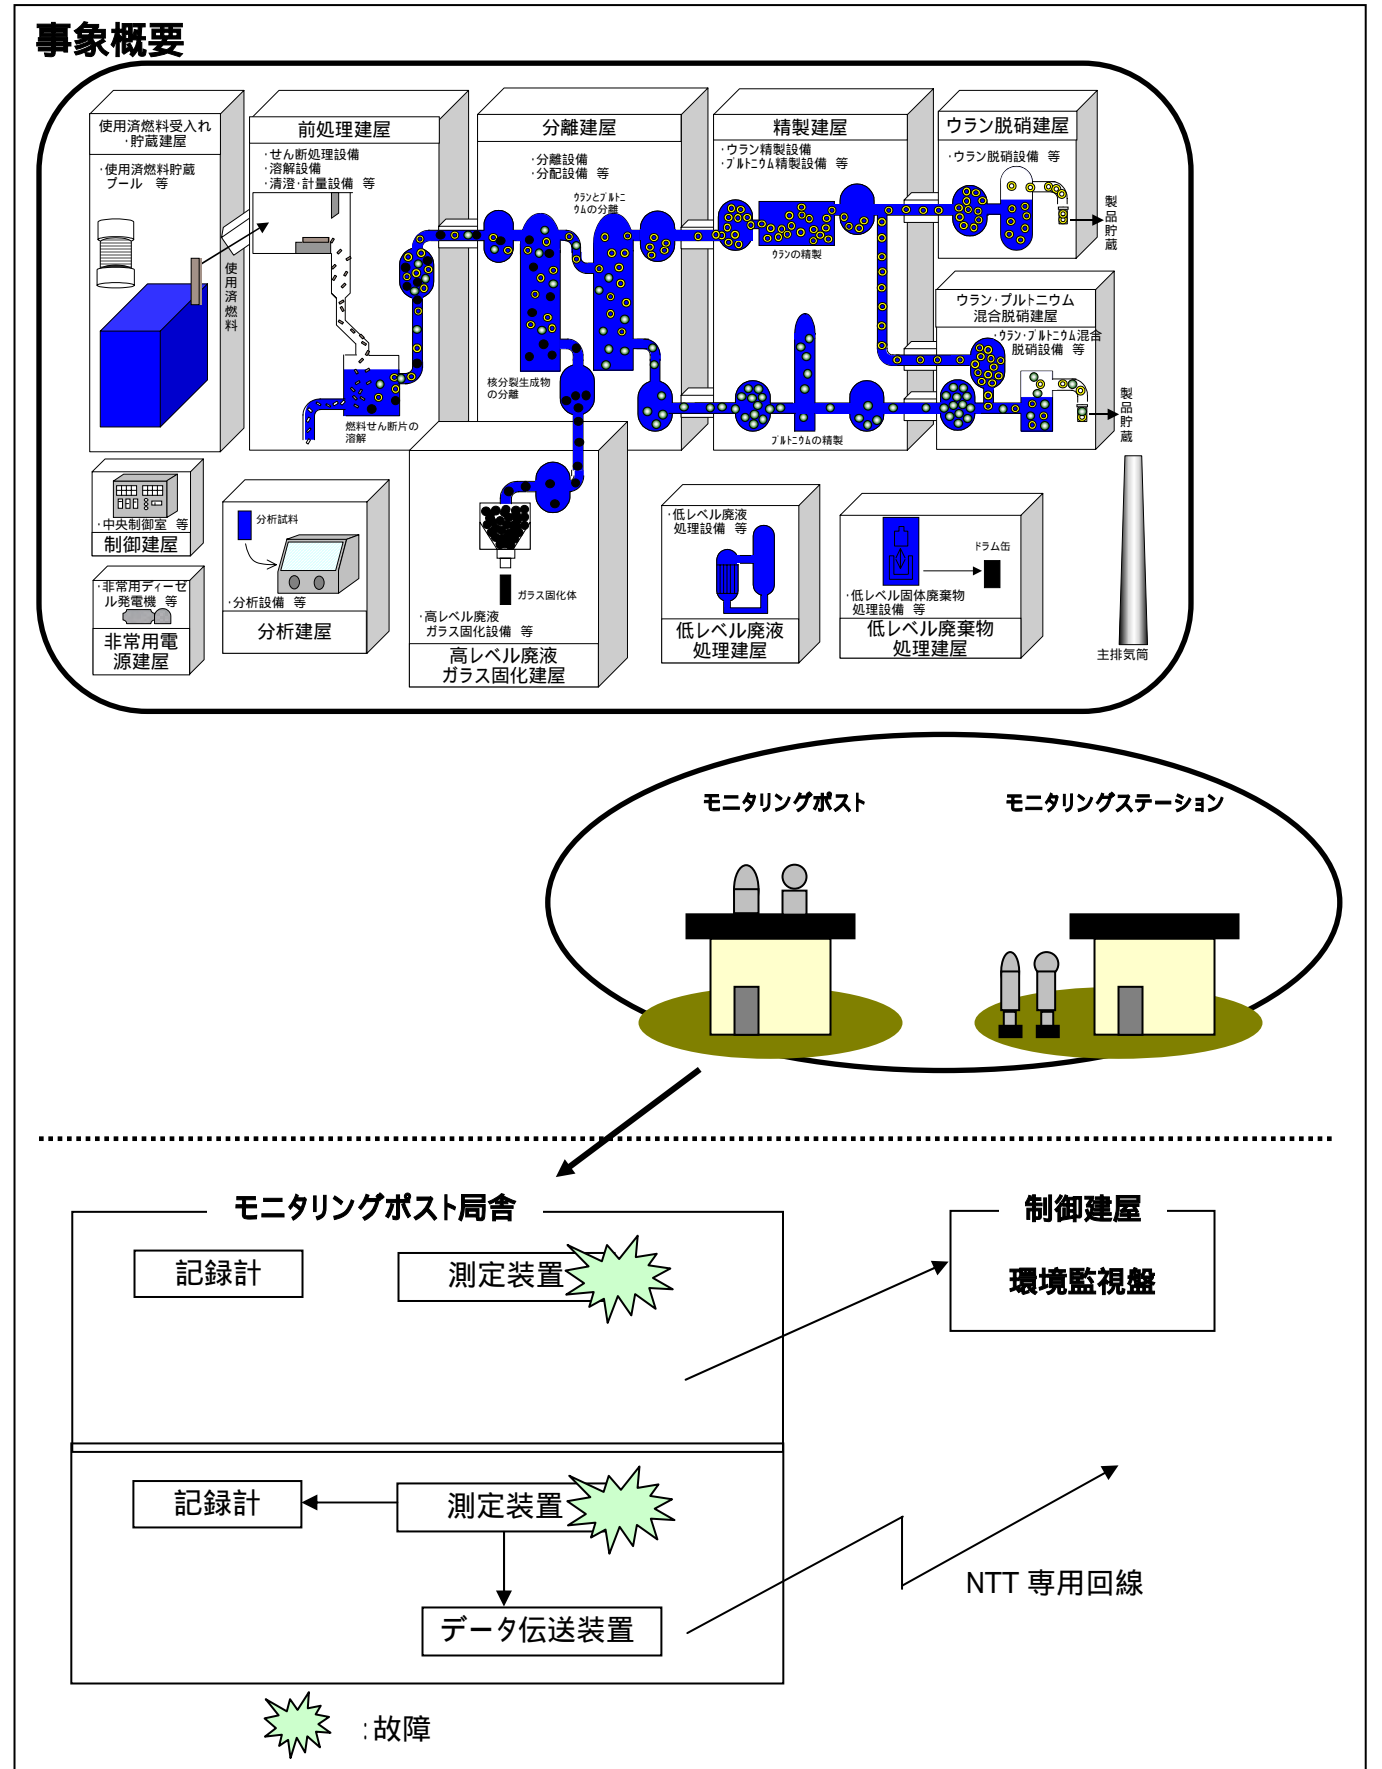 事象概要
使用済燃料受入れ
・貯蔵建屋
・使用済燃料貯蔵
プール 等
使用済燃料
前処理建屋
・せん断処理設備
・溶解設備
・清澄・計量設備 等
燃料せん断片の
溶解
分離建屋
・分離設備
・分配設備 等
ウランとプルトニ
ウムの分離
核分裂生成物
の分離
精製建屋
・ウラン精製設備
・プルトニウム精製設備 等
ウランの精製
プルトニウムの精製
ウラン脱硝建屋
・ウラン脱硝設備 等
製品貯蔵
ウラン・プルトニウム
混合脱硝建屋
・ウラン・プルトニウム混合
脱硝設備 等
製品貯蔵
・中央制御室 等
制御建屋
・非常用ディーゼ
ル発電機 等
非常用電
源建屋
分析試料
・分析設備 等
分析建屋
ガラス固化体
・高レベル廃液
ガラス固化設備 等
高レベル廃液
ガラス固化建屋
・低レベル廃液
処理設備 等
低レベル廃液
処理建屋
ドラム缶
・低レベル固体廃棄物
処理設備 等
低レベル廃棄物
処理建屋
主排気筒
モニタリングポスト
モニタリングステーション
モニタリングポスト局舎
記録計
測定装置
制御建屋
環境監視盤
記録計
測定装置
データ伝送装置
NTT 専用回線
:故障